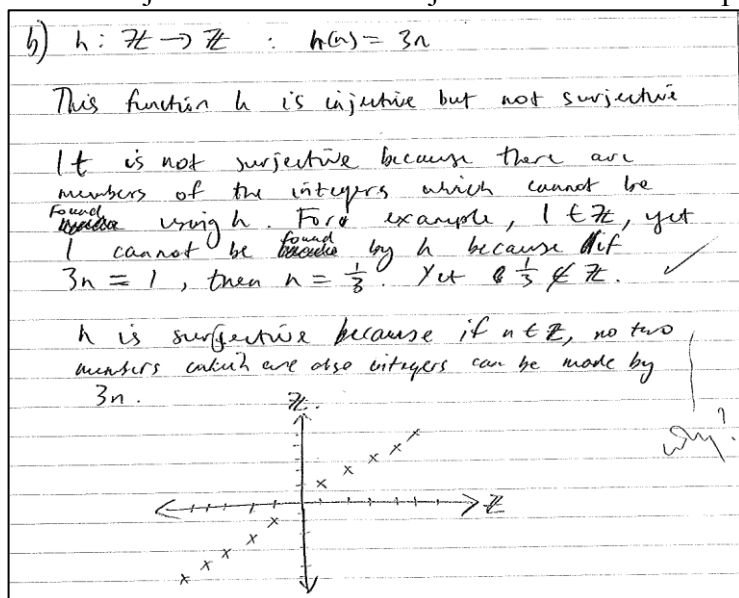 b) h: ℤ → ℤ : h(n) = 3n
This function h is injective but not surjective
It is not surjective because there are
members of the integers which cannot be
found using h. For example, 1 ∈ ℤ, yet
1 cannot be found by h because if
3n = 1, then n = 1/3. Yet 1/3 ∉ ℤ. ✓
h is surjective because if n ∈ ℤ, no two
numbers which are also integers can be made by
3n.
why?
ℤ
ℤ